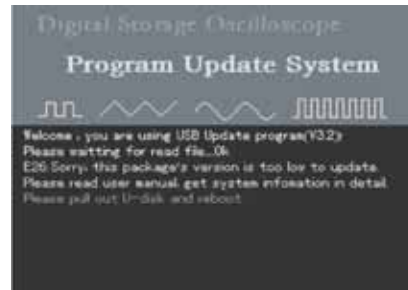 Digital Storage Oscilloscope
Program Update System
Welcome , you are using USB Update program(V3.2)
Please waitting for read file...Ok
E26:Sorry, this package's version is too low to update.
Please read user manual get system infomation in detail
Please pull out U-disk and reboot